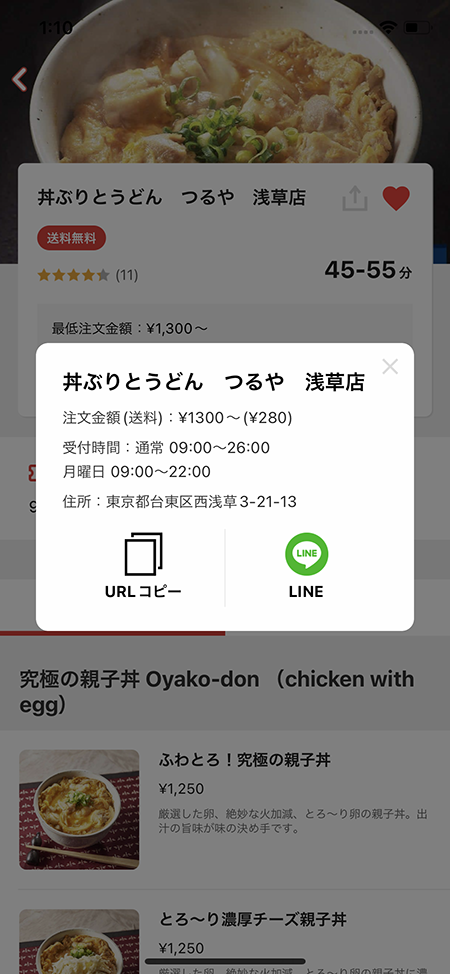 1:10
丼ぶりとうどん　つるや　浅草店
送料無料
(11)
45-55分
最低注文金額：¥1,300～
丼ぶりとうどん　つるや　浅草店
注文金額(送料)：¥1300～(¥280)
受付時間：通常 09:00～26:00
月曜日 09:00～22:00
住所：東京都台東区西浅草3-21-13
URLコピー
LINE
LINE
究極の親子丼 Oyako-don （chicken with
egg）
ふわとろ！究極の親子丼
¥1,250
厳選した卵、絶妙な火加減、とろ～り卵の親子丼。出
汁の旨味が味の決め手です。
とろ～り濃厚チーズ親子丼
¥1,250
厳選した卵、絶妙な火加減、とろ～り卵の親子丼に濃